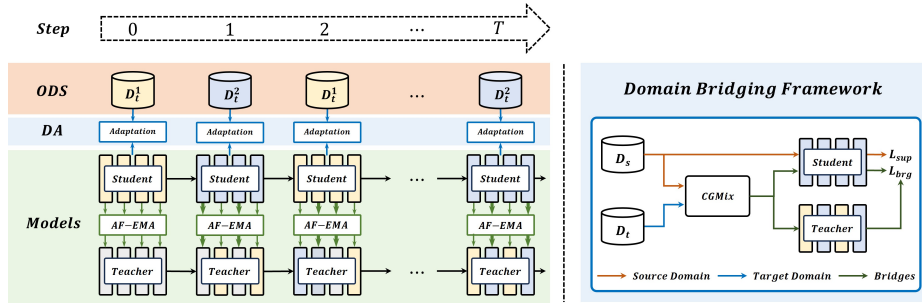 Step 0 1 2 ... T
ODS D_t^1 D_t^2 D_t^1 ... D_t^2
DA Adaptation Adaptation Adaptation Adaptation
Student Student Student ... Student
Models AF-EMA AF-EMA AF-EMA AF-EMA
Teacher Teacher Teacher ... Teacher
Domain Bridging Framework
D_s Student L_sup
L_brg
CGMix
D_t Teacher
Source Domain Target Domain Bridges